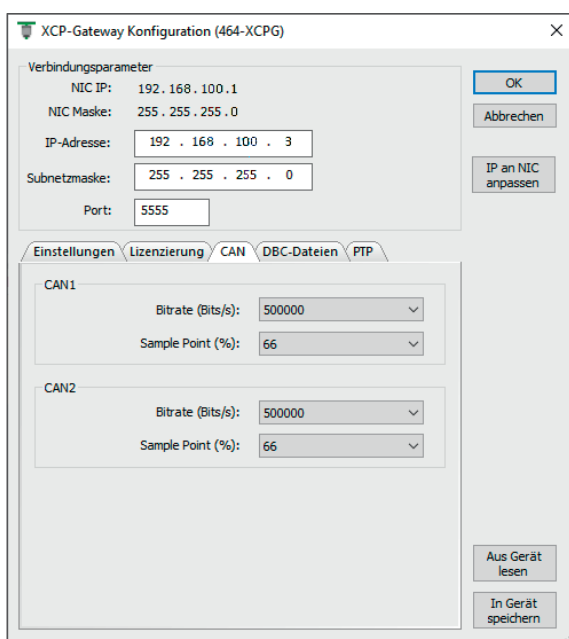 XCP-Gateway Konfiguration (464-XCPG)
Verbindungsparameter
NIC IP: 192.168.100.1
NIC Maske: 255.255.255.0
IP-Adresse: 192 . 168 . 100 . 3
Subnetzmaske: 255 . 255 . 255 . 0
Port: 5555
OK
Abbrechen
IP an NIC
anpassen
Einstellungen Lizenzierung CAN DBC-Dateien PTP
CAN1
Bitrate (Bits/s): 500000
Sample Point (%): 66
CAN2
Bitrate (Bits/s): 500000
Sample Point (%): 66
Aus Gerät
lesen
In Gerät
speichern